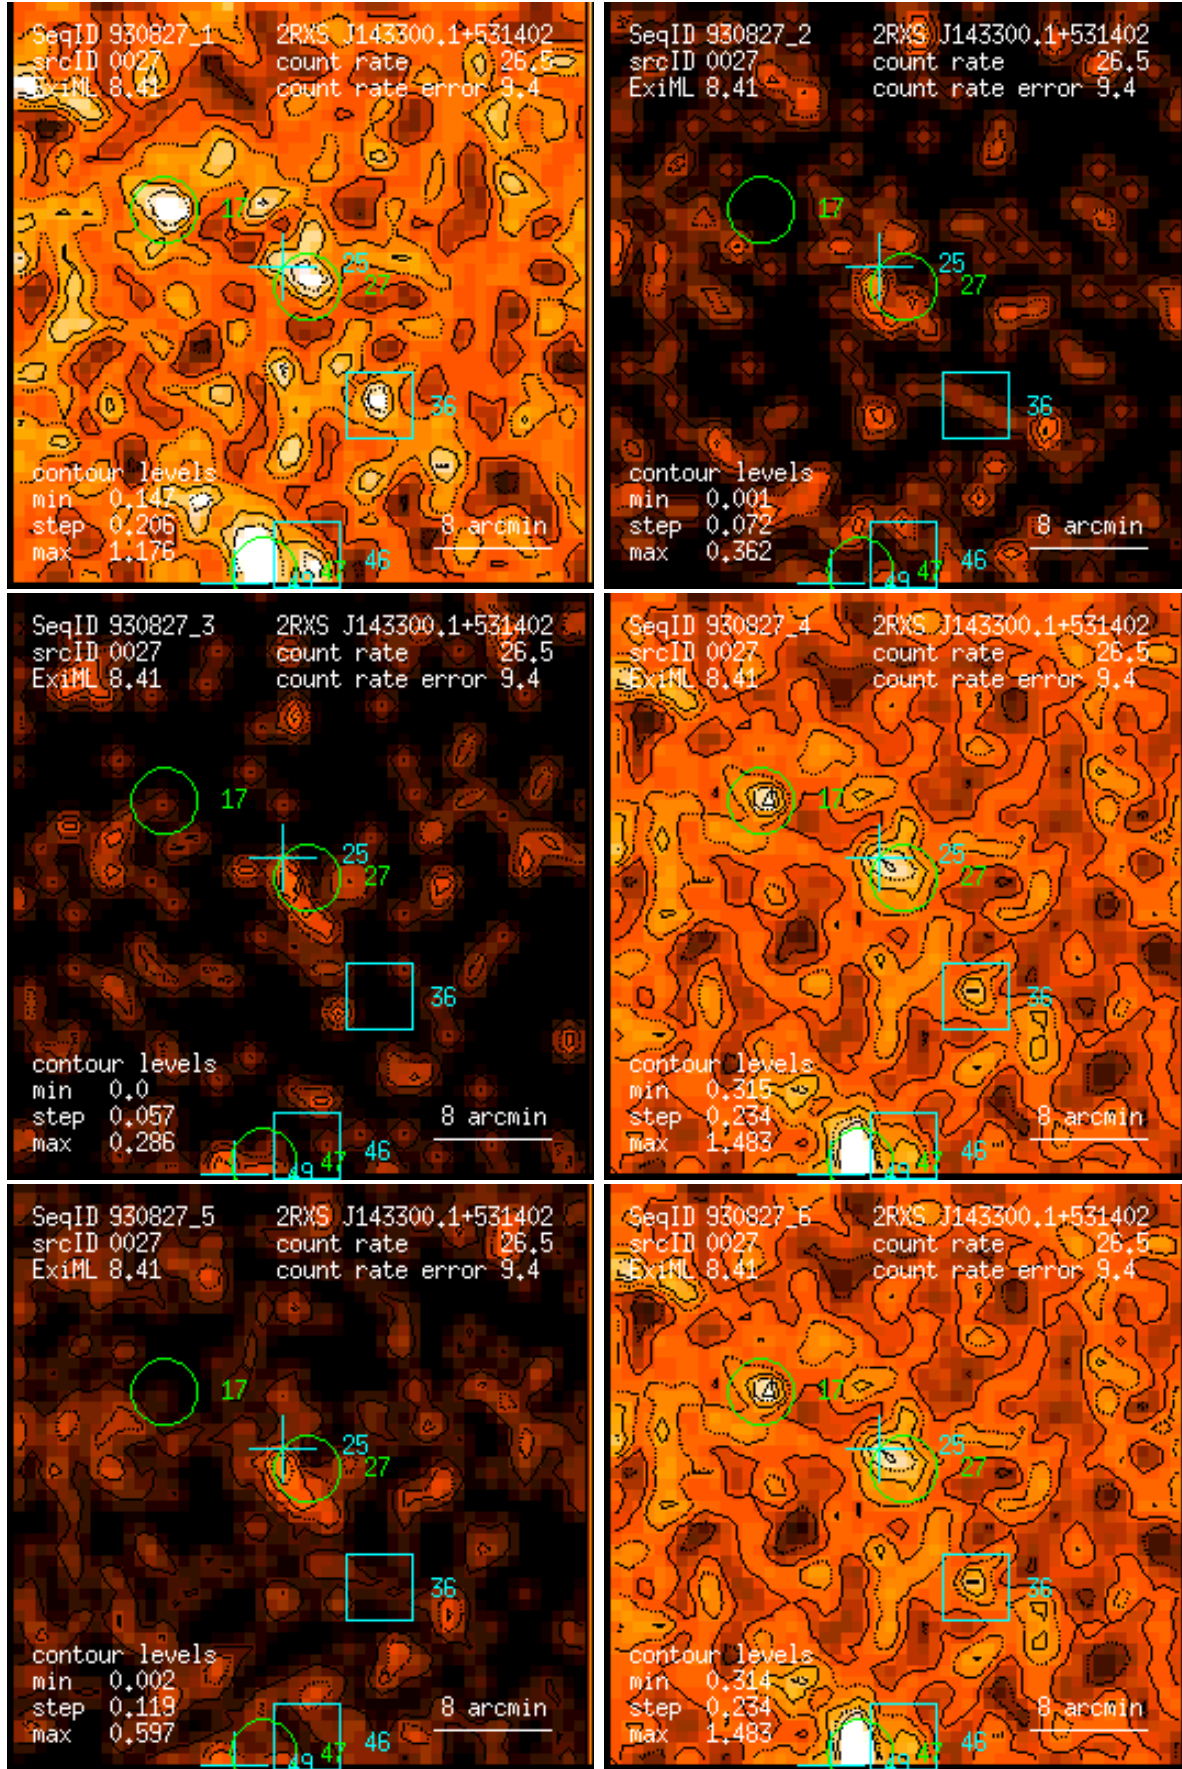 SeqID 930827_1 2RXS J143300.1+531402
srcID 0027 count rate 26.5
ExiML 8.41 count rate error 9.4
17
25
27
36
contour levels
min 0.147
step 0.206
max 1.176
8 arcmin
46
47
49
SeqID 930827_2 2RXS J143300.1+531402
srcID 0027 count rate 26.5
ExiML 8.41 count rate error 9.4
17
25
27
36
contour levels
min 0.001
step 0.072
max 0.362
8 arcmin
46
47
49
SeqID 930827_3 2RXS J143300.1+531402
srcID 0027 count rate 26.5
ExiML 8.41 count rate error 9.4
17
25
27
36
contour levels
min 0.0
step 0.057
max 0.286
8 arcmin
46
47
49
SeqID 930827_4 2RXS J143300.1+531402
srcID 0027 count rate 26.5
ExiML 8.41 count rate error 9.4
17
25
27
36
contour levels
min 0.315
step 0.234
max 1.483
8 arcmin
46
47
49
SeqID 930827_5 2RXS J143300.1+531402
srcID 0027 count rate 26.5
ExiML 8.41 count rate error 9.4
17
25
27
36
contour levels
min 0.002
step 0.119
max 0.597
8 arcmin
46
47
49
SeqID 930827_6 2RXS J143300.1+531402
srcID 0027 count rate 26.5
ExiML 8.41 count rate error 9.4
17
25
27
36
contour levels
min 0.314
step 0.234
max 1.483
8 arcmin
46
47
49